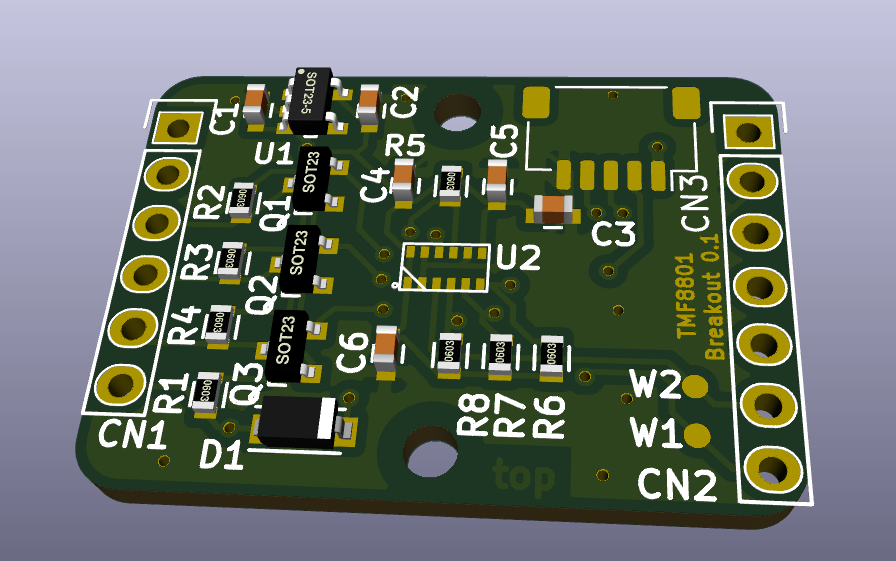 C1
SOT23-5
C2
U1
SOT23
R5
C5
C4
0603
R2
0603
Q1
C3
CN3
R3
0603
SOT23
Q2
U2
TMF8801
Breakout 0.1
R4
0603
SOT23
C6
0603
0603
0603
R1
0603
Q3
R8
R7
R6
W2
W1
CN1
D1
top
CN2